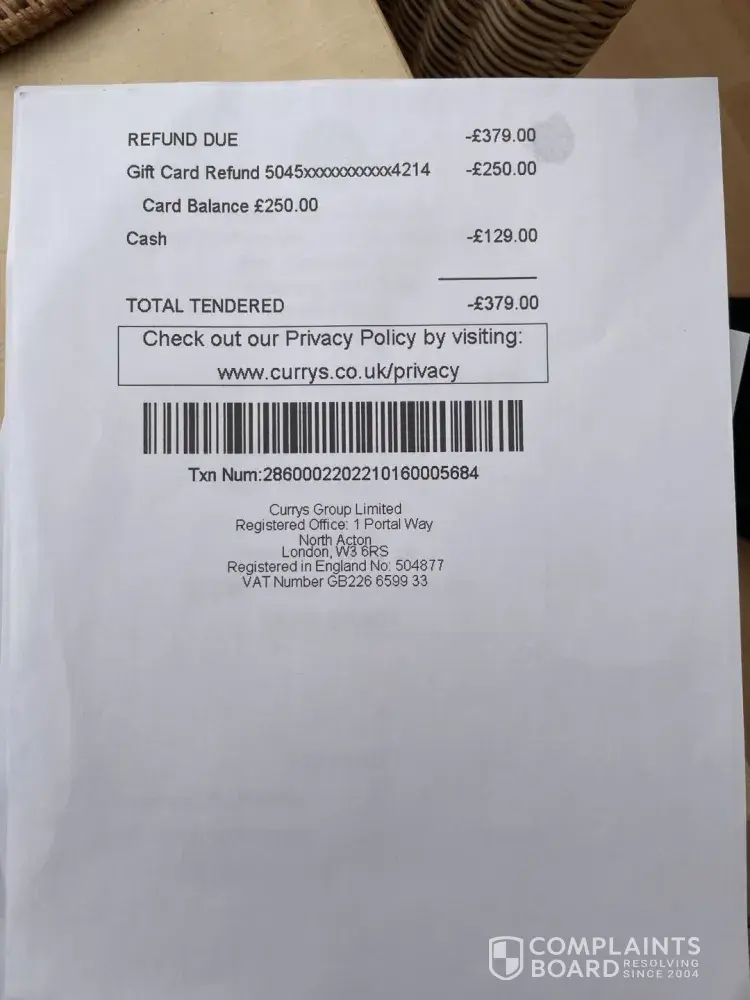 REFUND DUE -£379.00
Gift Card Refund 5045xxxxxxxxxxx4214 -£250.00
Card Balance £250.00
Cash -£129.00
TOTAL TENDERED -£379.00
Check out our Privacy Policy by visiting:
www.currys.co.uk/privacy
Txn Num:2860002202210160005684
Currys Group Limited
Registered Office: 1 Portal Way
North Acton
London, W3 6RS
Registered in England No: 504877
VAT Number GB226 6599 33
COMPLAINTS
BOARD RESOLVING
SINCE 2004